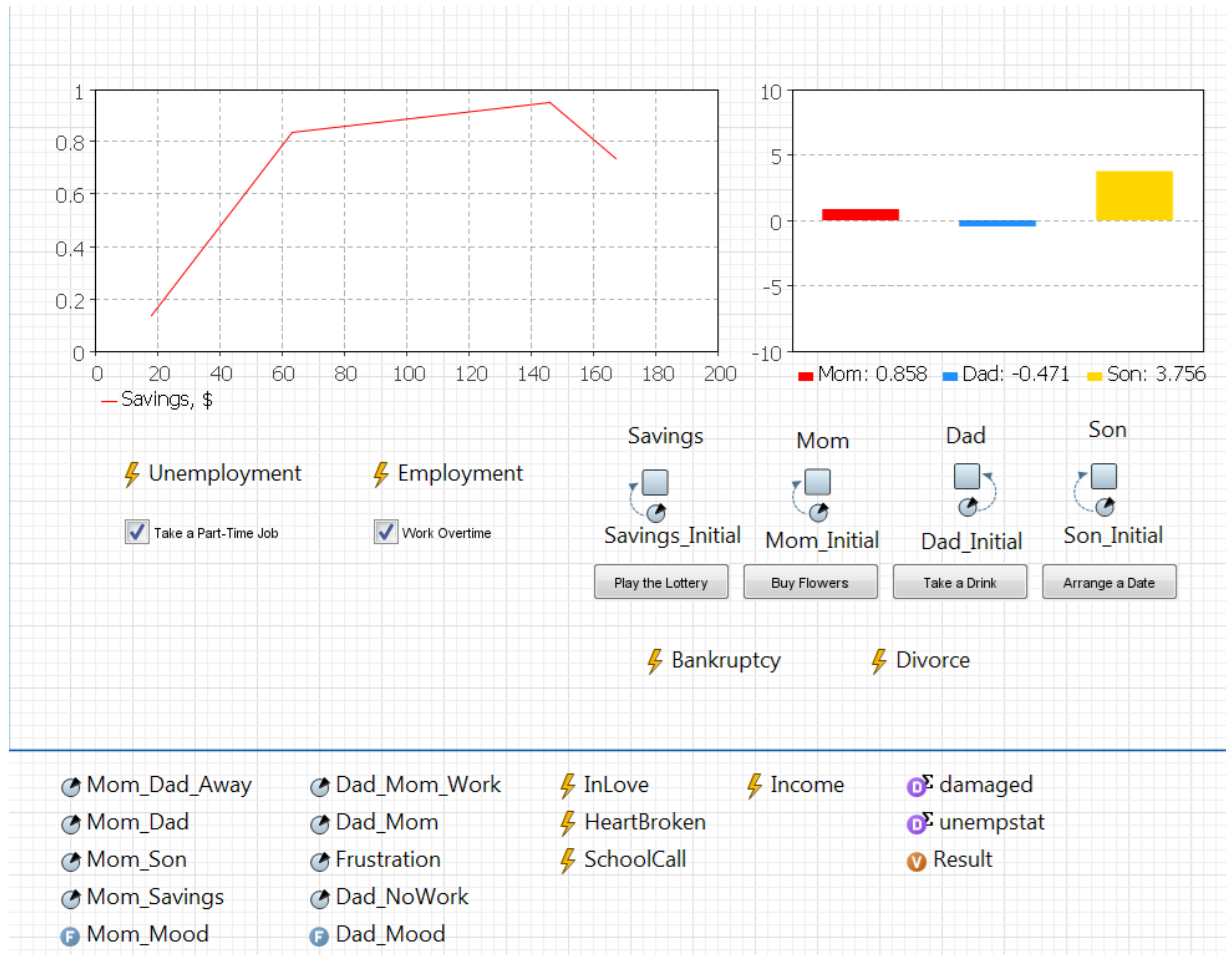 1
0.8
0.6
0.4
0.2
0
0 20 40 60 80 100 120 140 160 180 200
Savings, $
10
5
0
-5
-10
Mom: 0.858 Dad: -0.471 Son: 3.756
Unemployment
Employment
Take a Part-Time Job
Work Overtime
Savings
Mom
Dad
Son
Savings_Initial
Mom_Initial
Dad_Initial
Son_Initial
Play the Lottery
Buy Flowers
Take a Drink
Arrange a Date
Bankruptcy
Divorce
Mom_Dad_Away
Mom_Dad
Mom_Son
Mom_Savings
F Mom_Mood
Dad_Mom_Work
Dad_Mom
Frustration
Dad_NoWork
F Dad_Mood
InLove
HeartBroken
SchoolCall
Income
D Σ damaged
D Σ unempstat
V Result